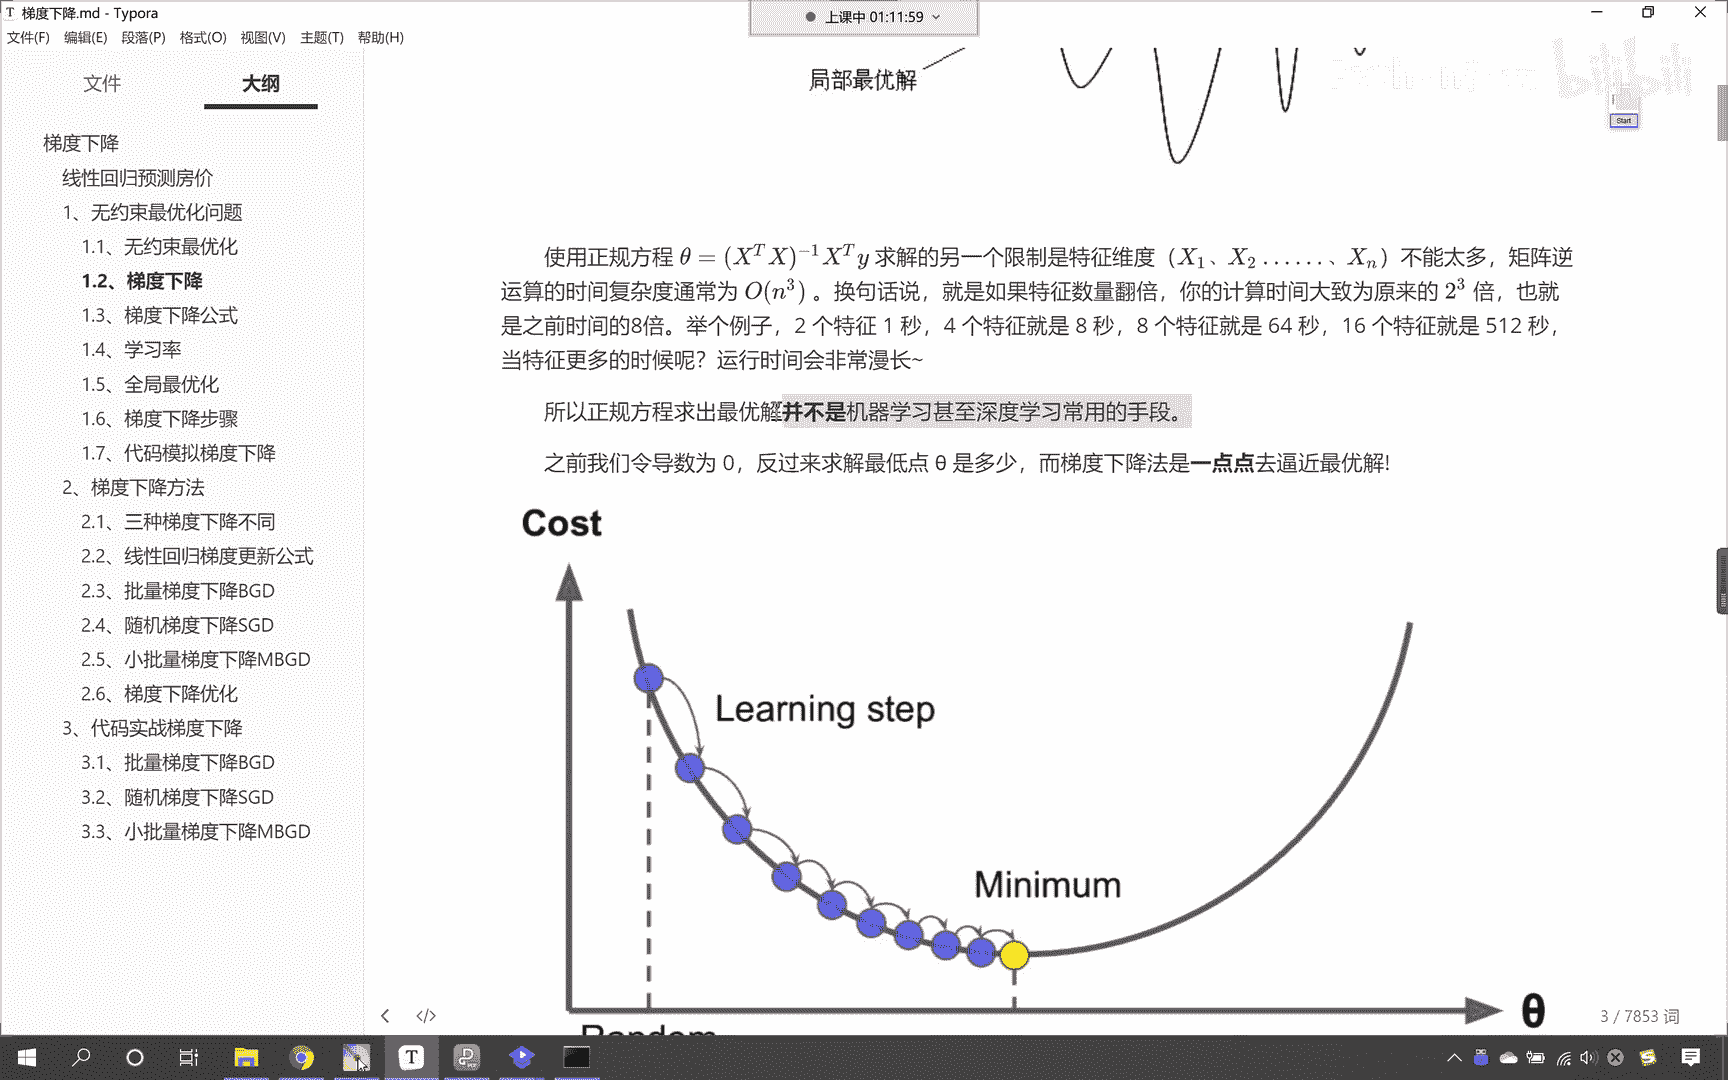 梯度下降.md - Typora
上课中 01:11:59
文件(F) 编辑(E) 段落(P) 格式(O) 视图(V) 主题(T) 帮助(H)
文件 大纲
梯度下降
线性回归预测房价
1、无约束最优化问题
1.1、无约束最优化
1.2、梯度下降
1.3、梯度下降公式
1.4、学习率
1.5、全局最优化
1.6、梯度下降步骤
1.7、代码模拟梯度下降
2、梯度下降方法
2.1、三种梯度下降不同
2.2、线性回归梯度更新公式
2.3、批量梯度下降BGD
2.4、随机梯度下降SGD
2.5、小批量梯度下降MBGD
2.6、梯度下降优化
3、代码实战梯度下降
3.1、批量梯度下降BGD
3.2、随机梯度下降SGD
3.3、小批量梯度下降MBGD
局部最优解
bilibili
Start
使用正规方程 θ = (X^T X)^{-1} X^T y 求解的另一个限制是特征维度（X_1、X_2 ......、X_n）不能太多，矩阵逆
运算的时间复杂度通常为 O(n^3) 。换句话说，就是如果特征数量翻倍，你的计算时间大致为原来的 2^3 倍，也就
是之前时间的8倍。举个例子，2 个特征 1 秒，4 个特征就是 8 秒，8 个特征就是 64 秒，16 个特征就是 512 秒，
当特征更多的时候呢？运行时间会非常漫长~
所以正规方程求出最优解并不是机器学习甚至深度学习常用的手段。
之前我们令导数为 0，反过来求解最低点 θ 是多少，而梯度下降法是一点点去逼近最优解!
Cost
Learning step
Minimum
θ
Random
3 / 7853 词